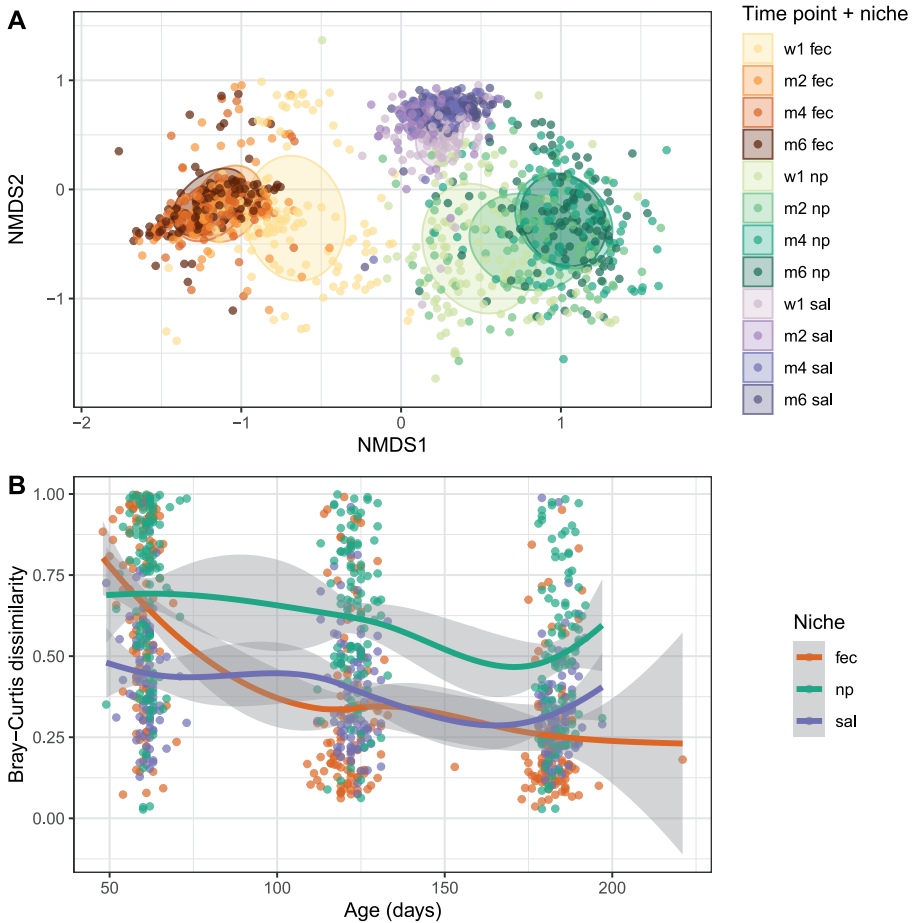 A
Time point + niche
w1 fec
m2 fec
m4 fec
m6 fec
w1 np
m2 np
m4 np
m6 np
w1 sal
m2 sal
m4 sal
m6 sal
NMDS2
1
0
−1
−2
−1
0
1
NMDS1
B
Bray−Curtis dissimilarity
1.00
0.75
0.50
0.25
0.00
50
100
150
200
Age (days)
Niche
fec
np
sal